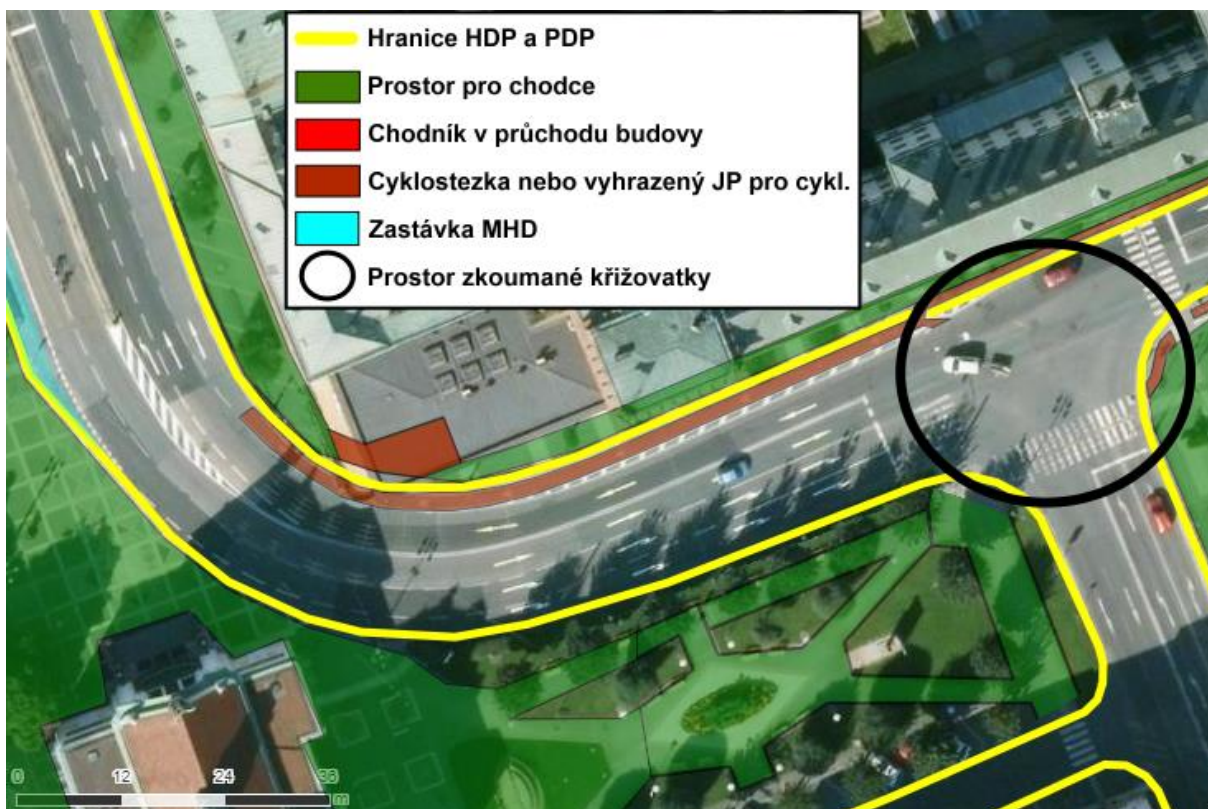 Hranice HDP a PDP
Prostor pro chodce
Chodník v průchodu budovy
Cyklostezka nebo vyhrazený JP pro cykl.
Zastávka MHD
Prostor zkoumané křižovatky
0 12 24 36
m